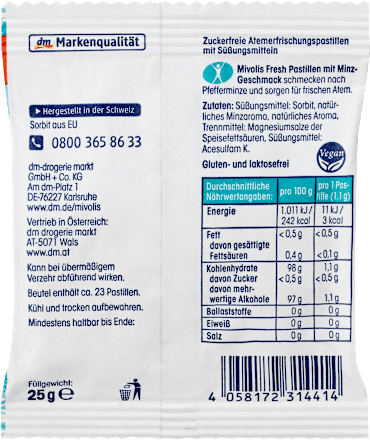 dm Markenqualität
Hergestellt in der Schweiz
Sorbit aus EU
0800 365 86 33
dm-drogerie markt
GmbH + Co. KG
Am dm-Platz 1
DE-76227 Karlsruhe
www.dm.de/mivolis
Vertrieb in Österreich:
dm drogerie markt
AT-5071 Wals
www.dm.at
Kann bei übermäßigem
Verzehr abführend wirken.
Beutel enthält ca. 23 Pastillen.
Kühl und trocken aufbewahren.
Mindestens haltbar bis Ende:
Füllgewicht:
25 g e
Zuckerfreie Atemerfrischungspastillen
mit Süßungsmitteln
Mivolis Fresh Pastillen mit Minz-
Geschmack schmecken nach
Pfefferminze und sorgen für frischen Atem.
Zutaten: Süßungsmittel: Sorbit, natür-
liches Minzaroma, natürliches Aroma,
Trennmittel: Magnesiumsalze der
Speisefettsäuren, Süßungsmittel:
Acesulfam K.
Vegan
Gluten- und laktosefrei
Durchschnittliche Nährwertangaben: pro 100 g pro 1 Pas-
tille (1,1 g)
Energie 1.011 kJ/ 11 kJ/
242 kcal 3 kcal
Fett <0,5 g <0,5 g
davon gesättigte
Fettsäuren 0,4 g <0,1 g
Kohlenhydrate 98 g 1,1 g
davon Zucker <0,5 g <0,5 g
davon mehr-
wertige Alkohole 97 g 1,1 g
Ballaststoffe 0 g 0 g
Eiweiß 0 g 0 g
Salz 0 g 0 g
4 058172 314414